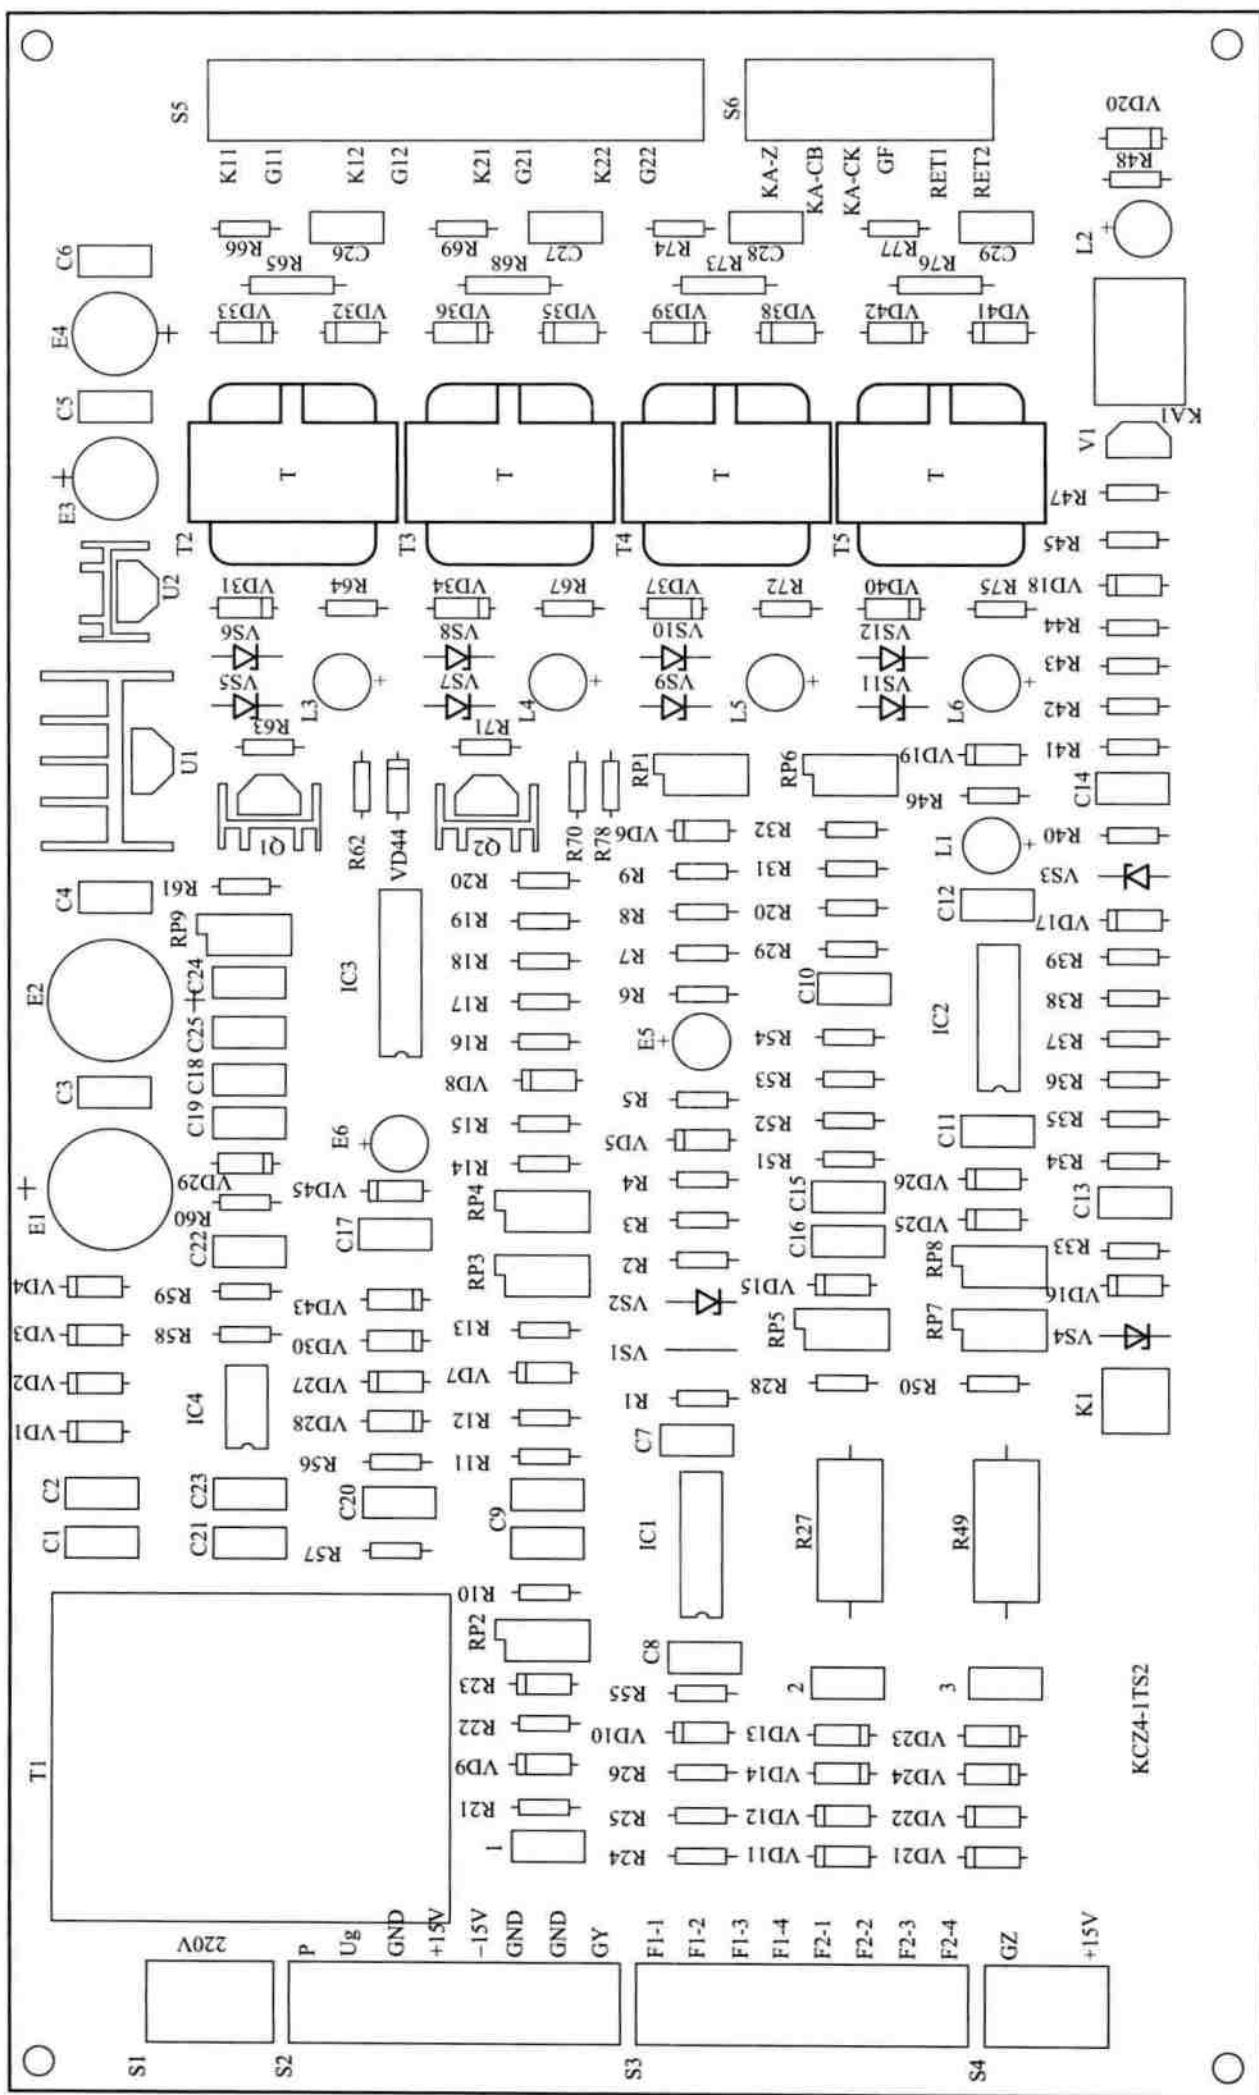 S5
S6
K11
G11
K12
G12
K21
G21
K22
G22
KA-Z
KA-CB
KA-CK
GF
RET1
RET2
VD20
R48
L2
C6
R66
C26
R69
C27
R74
C28
R77
C29
R65
R68
R73
R76
E4
VD33
VD32
VD36
VD35
VD39
VD38
VD42
VD41
C5
KA1
V1
E3
T
T
T
T
R47
T2
T3
T4
T5
R45
U2
VD31
R64
VD34
R67
VD37
R72
VD40
R75
VD18
R44
VS6
VS8
VS10
VS12
R43
VS5
L3
VS7
L4
VS9
L5
VS11
L6
R42
U1
R63
R71
RP1
RP6
VD19
R41
R46
C14
Q1
R62
VD44
Q2
R70
R78
VD6
R32
L1
R40
C4
R61
R20
R9
R31
VS3
RP9
R19
R8
R20
C12
VD17
E2
C24
IC3
R18
R7
R29
R39
C25
R17
R6
C10
IC2
R38
C18
R16
E5
R54
R37
C3
VD8
R53
R36
C19
E6
R15
R5
R52
C11
R35
R14
VD5
R51
R34
E1
VD29
VD45
RP4
R4
C15
VD26
C13
R60
C17
R3
C16
VD25
C22
RP3
R2
RP8
R33
VD4
R59
VD43
VS2
VD15
VD16
VD3
R58
VD30
R13
VS1
RP5
RP7
VS4
VD2
IC4
VD27
VD7
R1
R28
R50
K1
VD1
VD28
R12
C7
R56
R11
C2
C23
C20
C9
C1
C21
R57
IC1
R27
R49
R10
T1
RP2
C8
R23
R55
2
3
R22
VD10
VD13
VD23
VD9
R26
VD14
VD24
R21
R25
VD12
VD22
1
R24
VD11
VD21
KCZ4-1TS2
220V
P
Ug
GND
+15V
−15V
GND
GND
GY
F1-1
F1-2
F1-3
F1-4
F2-1
F2-2
F2-3
F2-4
GZ
+15V
S1
S2
S3
S4